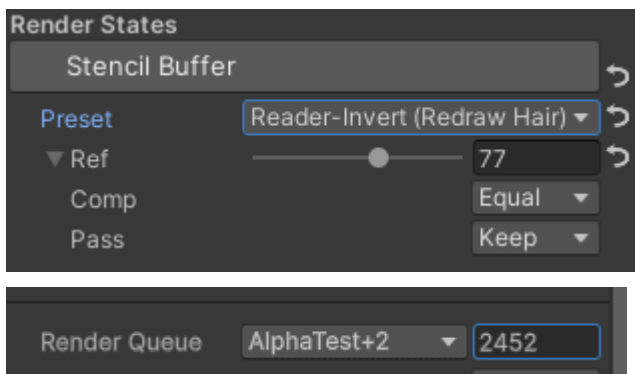 Render States
Stencil Buffer
Preset Reader-Invert (Redraw Hair)
Ref 77
Comp Equal
Pass Keep
Render Queue AlphaTest+2 2452